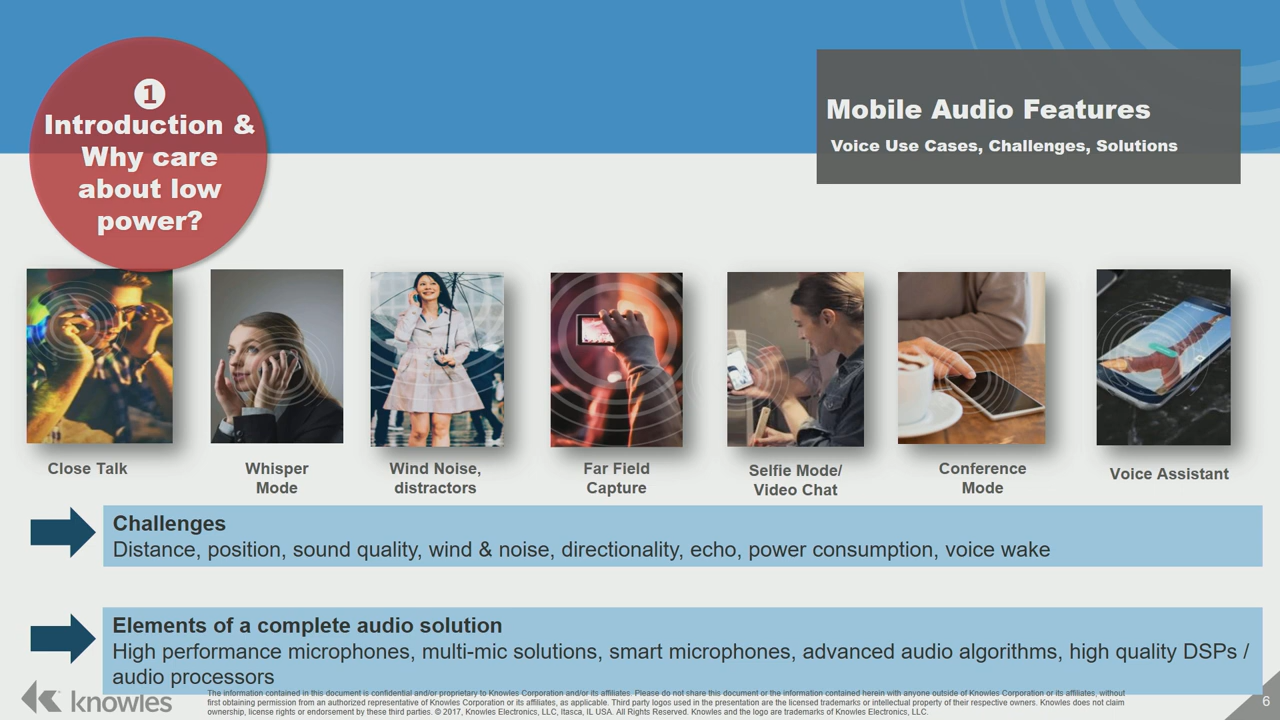 ❶
Introduction &
Why care
about low
power?
Mobile Audio Features
Voice Use Cases, Challenges, Solutions
Close Talk
Whisper
Mode
Wind Noise,
distractors
Far Field
Capture
Selfie Mode/
Video Chat
Conference
Mode
Voice Assistant
Challenges
Distance, position, sound quality, wind & noise, directionality, echo, power consumption, voice wake
Elements of a complete audio solution
High performance microphones, multi-mic solutions, smart microphones, advanced audio algorithms, high quality DSPs /
audio processors
knowles
The information contained in this document is confidential and/or proprietary to Knowles Corporation and/or its affiliates. Please do not share this document or the information contained herein with anyone outside of Knowles Corporation or its affiliates, without
first obtaining permission from an authorized representative of Knowles Corporation or its affiliates, as applicable. Third party logos used in the presentation are the licensed trademarks or intellectual property of their respective owners. Knowles does not claim
ownership, license rights or endorsement by these third parties. © 2017, Knowles Electronics, LLC, Itasca, IL USA. All Rights Reserved. Knowles and the logo are trademarks of Knowles Electronics, LLC.
6